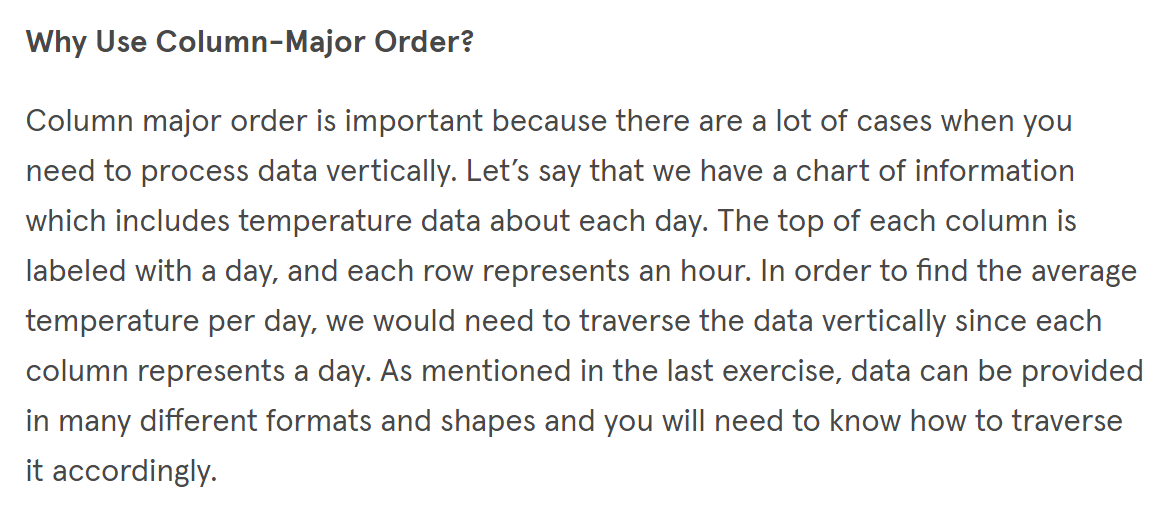 Why Use Column-Major Order?
Column major order is important because there are a lot of cases when you
need to process data vertically. Let’s say that we have a chart of information
which includes temperature data about each day. The top of each column is
labeled with a day, and each row represents an hour. In order to find the average
temperature per day, we would need to traverse the data vertically since each
column represents a day. As mentioned in the last exercise, data can be provided
in many different formats and shapes and you will need to know how to traverse
it accordingly.